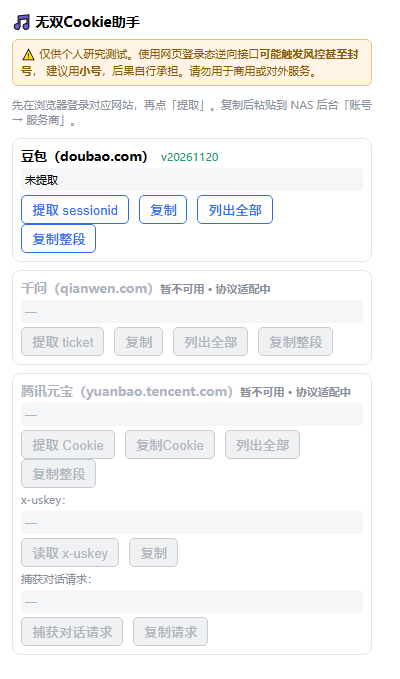 🎵 无双Cookie助手
⚠️ 仅供个人研究测试。使用网页登录态逆向接口可能触发风控甚至封
号， 建议用小号，后果自行承担。请勿用于商用或对外服务。
先在浏览器登录对应网站，再点「提取」。复制后粘贴到 NAS 后台「账号
→ 服务商」。
豆包（doubao.com） v20261120
未提取
提取 sessionid 复制 列出全部
复制整段
千问（qianwen.com）暂不可用 • 协议适配中
—
提取 ticket 复制 列出全部 复制整段
腾讯元宝（yuanbao.tencent.com）暂不可用 • 协议适配中
—
提取 Cookie 复制Cookie 列出全部
复制整段
x-uskey:
—
读取 x-uskey 复制
捕获对话请求:
—
捕获对话请求 复制请求